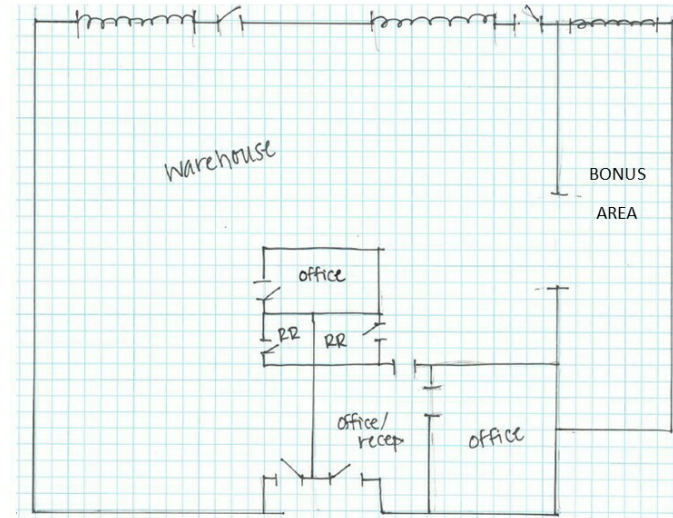 warehouse
BONUS
AREA
office
RR
RR
office/
recep
office